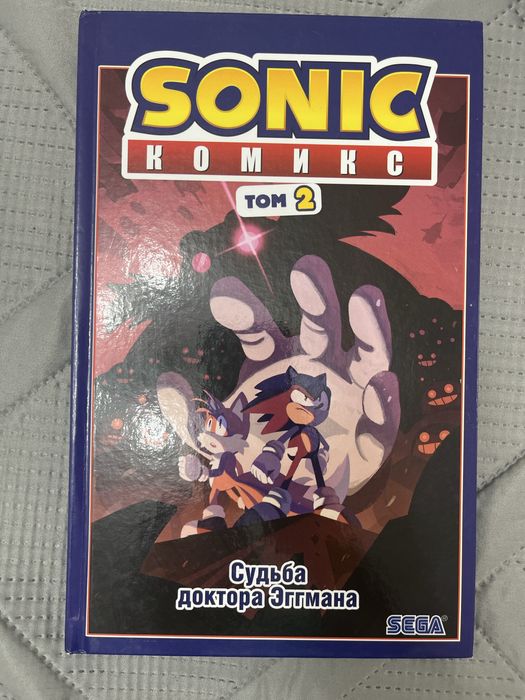 SONIC
КОМИКС
ТОМ 2
Судьба
доктора Эггмана
SEGA